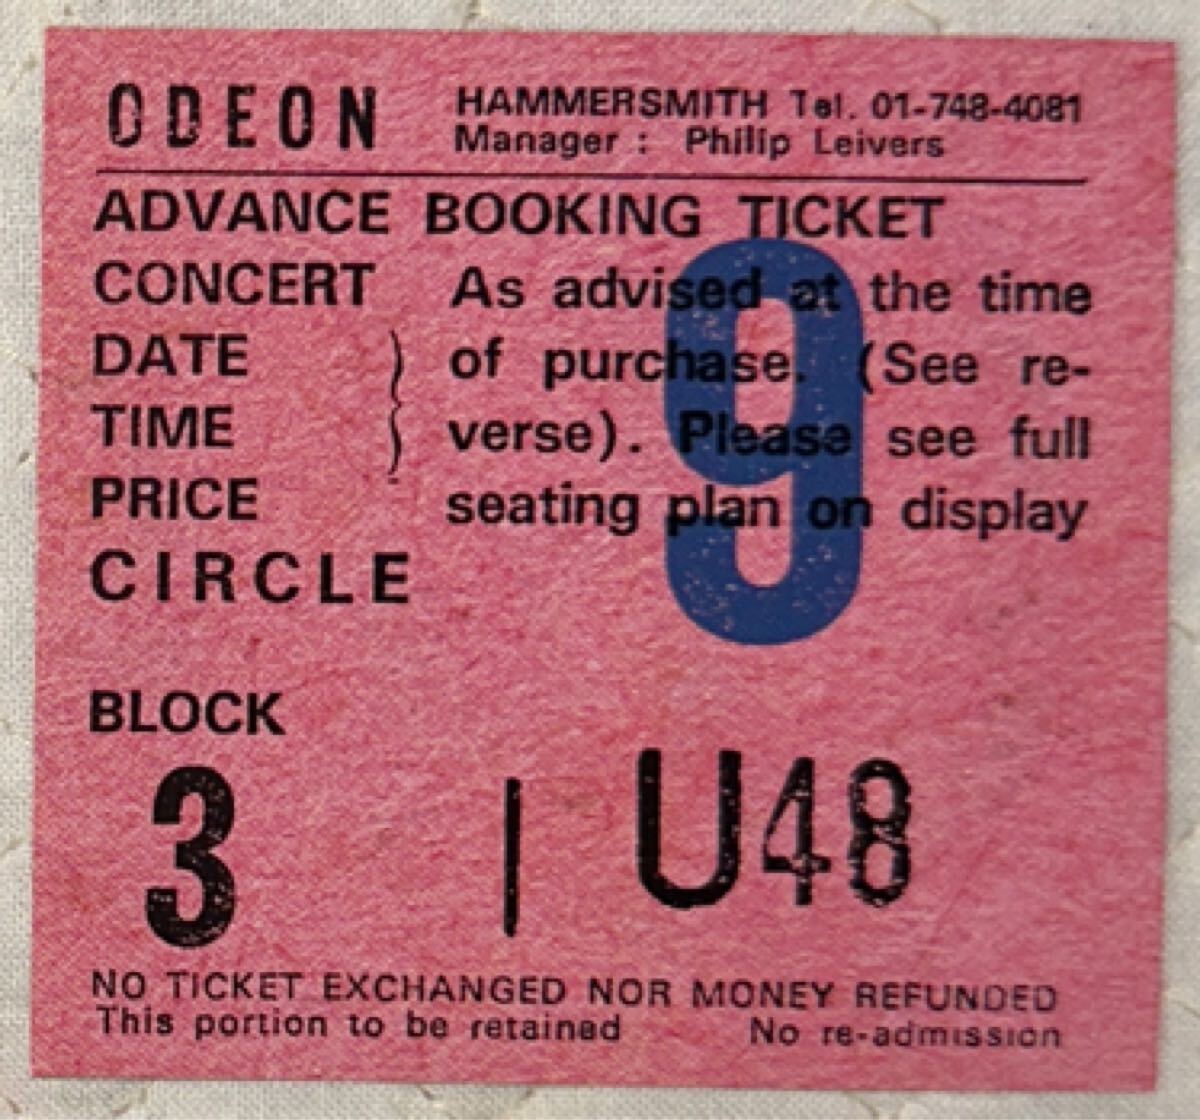 ODEON HAMMERSMITH Tel. 01-748-4081
Manager : Philip Leivers
ADVANCE BOOKING TICKET
CONCERT As advised at the time
DATE of purchase. (See re-
TIME verse). Please see full
PRICE seating plan on display
CIRCLE
9
BLOCK
3 | U48
NO TICKET EXCHANGED NOR MONEY REFUNDED
This portion to be retained No re-admission